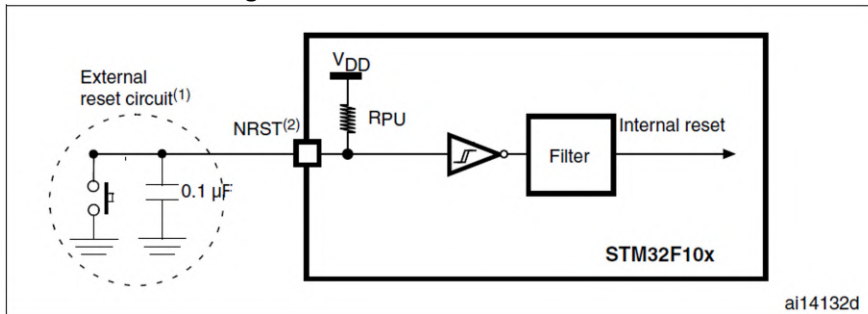 VDD
External
reset circuit(1)
NRST(2)
RPU
Internal reset
Filter
0.1 µF
STM32F10x
ai14132d